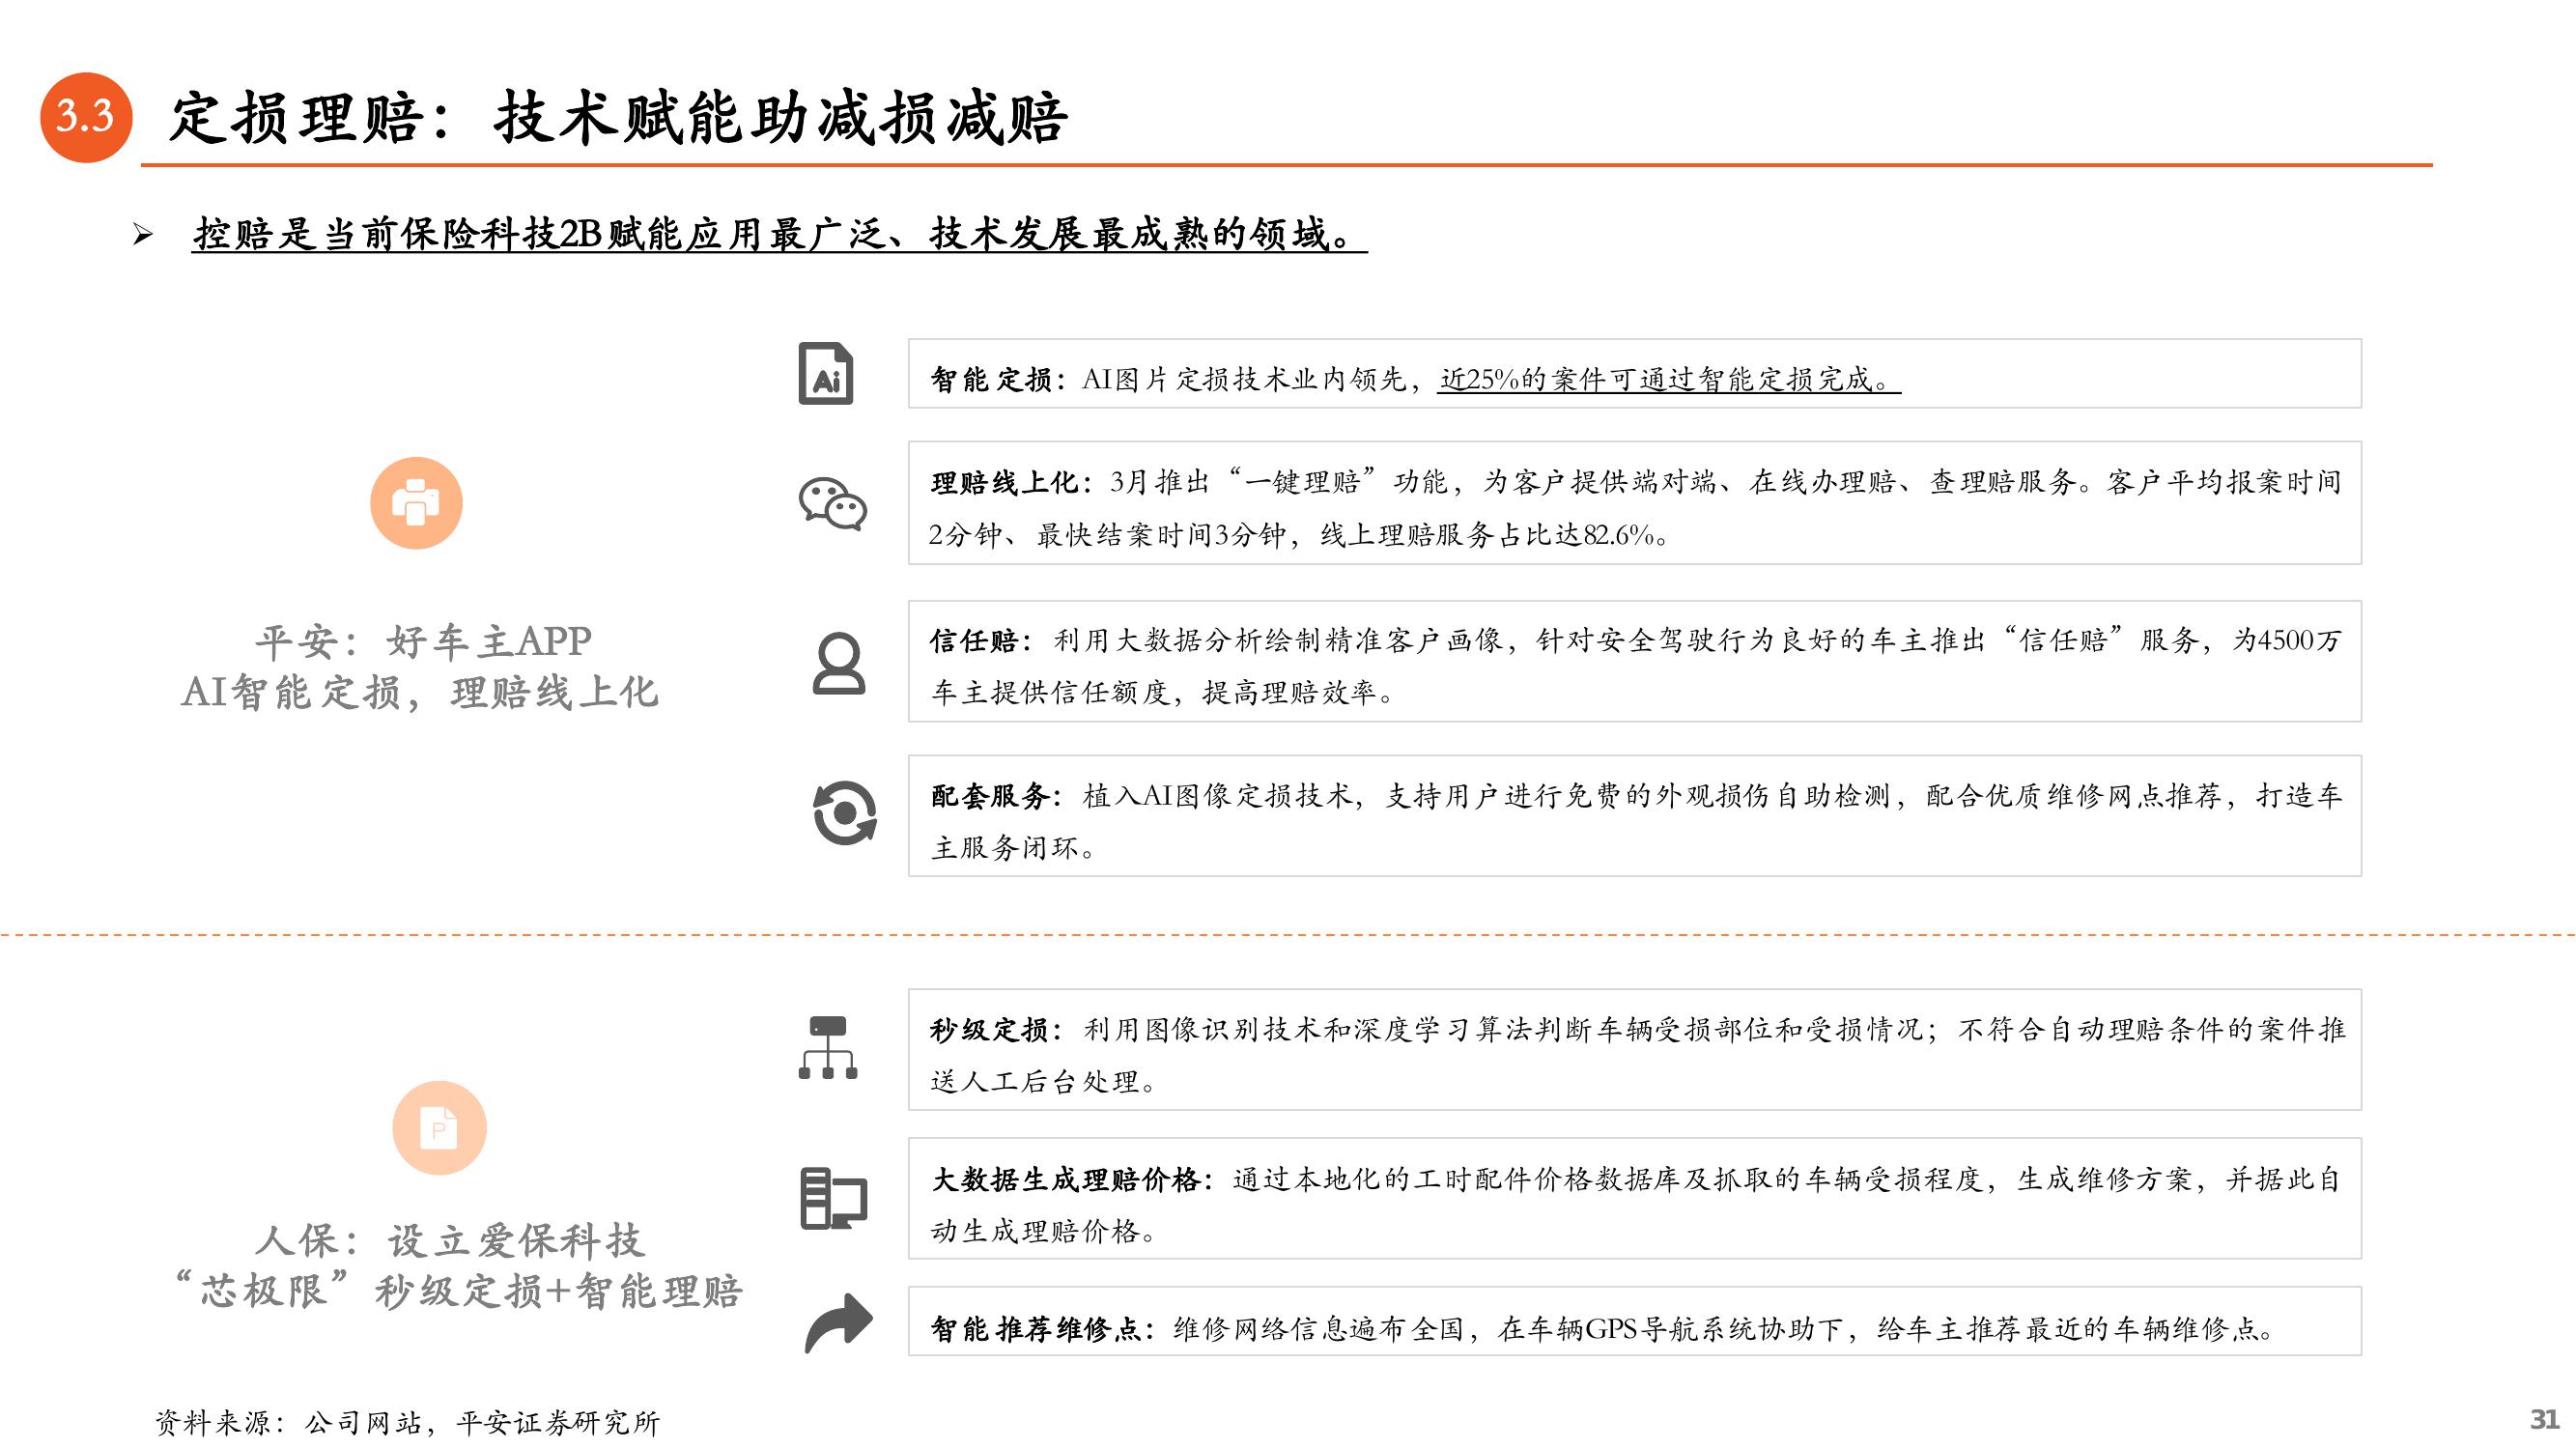 3.3 定损理赔：技术赋能助减损减赔
➢ 控赔是当前保险科技2B赋能应用最广泛、技术发展最成熟的领域。
平安：好车主APP
AI智能定损，理赔线上化
Ai
智能定损：AI图片定损技术业内领先，近25%的案件可通过智能定损完成。
理赔线上化：3月推出“一键理赔”功能，为客户提供端对端、在线办理赔、查理赔服务。客户平均报案时间
2分钟、最快结案时间3分钟，线上理赔服务占比达82.6%。
信任赔：利用大数据分析绘制精准客户画像，针对安全驾驶行为良好的车主推出“信任赔”服务，为4500万
车主提供信任额度，提高理赔效率。
配套服务：植入AI图像定损技术，支持用户进行免费的外观损伤自助检测，配合优质维修网点推荐，打造车
主服务闭环。
P
人保：设立爱保科技
“芯极限”秒级定损+智能理赔
秒级定损：利用图像识别技术和深度学习算法判断车辆受损部位和受损情况；不符合自动理赔条件的案件推
送人工后台处理。
大数据生成理赔价格：通过本地化的工时配件价格数据库及抓取的车辆受损程度，生成维修方案，并据此自
动生成理赔价格。
智能推荐维修点：维修网络信息遍布全国，在车辆GPS导航系统协助下，给车主推荐最近的车辆维修点。
资料来源：公司网站，平安证券研究所
31